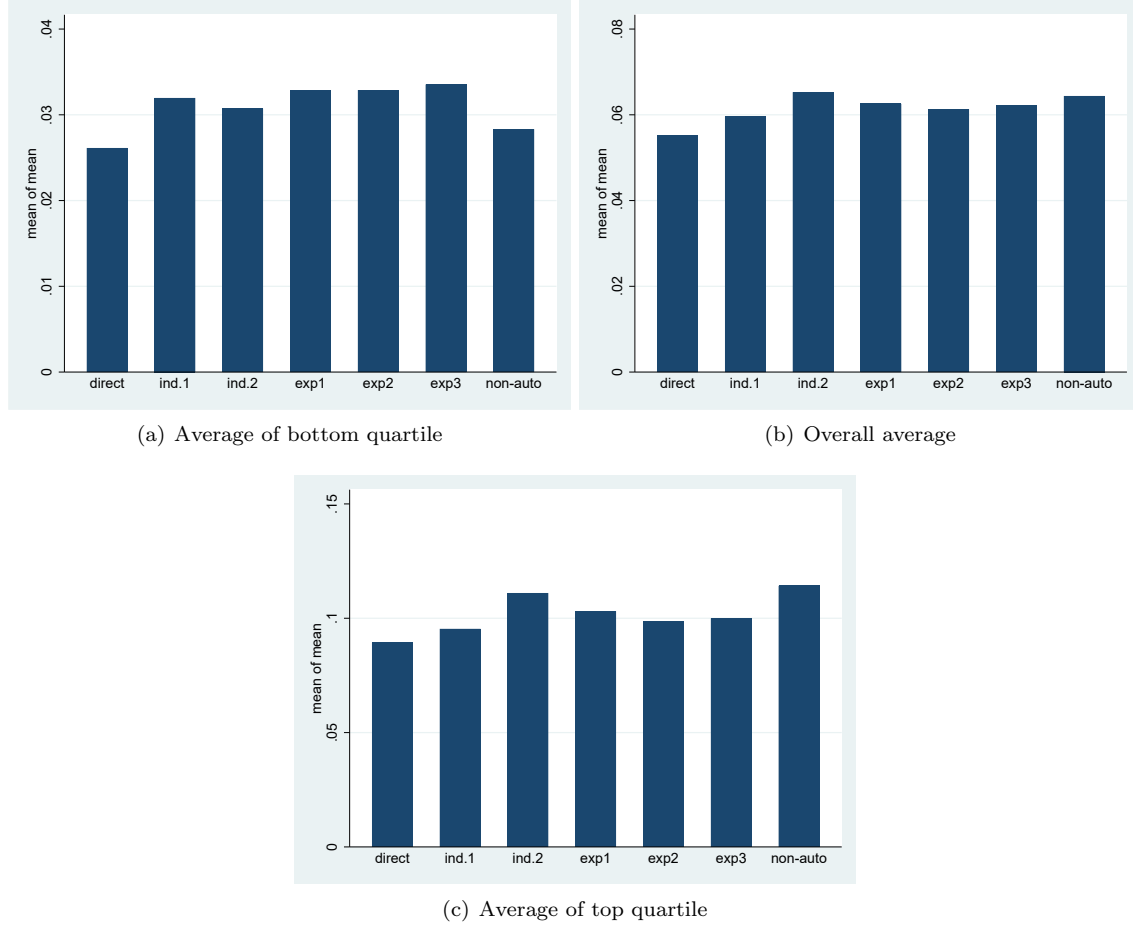 .04
.03
.02
.01
0
mean of mean
direct ind.1 ind.2 exp1 exp2 exp3 non-auto
(a) Average of bottom quartile
.08
.06
.04
.02
0
mean of mean
direct ind.1 ind.2 exp1 exp2 exp3 non-auto
(b) Overall average
.15
.1
.05
0
mean of mean
direct ind.1 ind.2 exp1 exp2 exp3 non-auto
(c) Average of top quartile